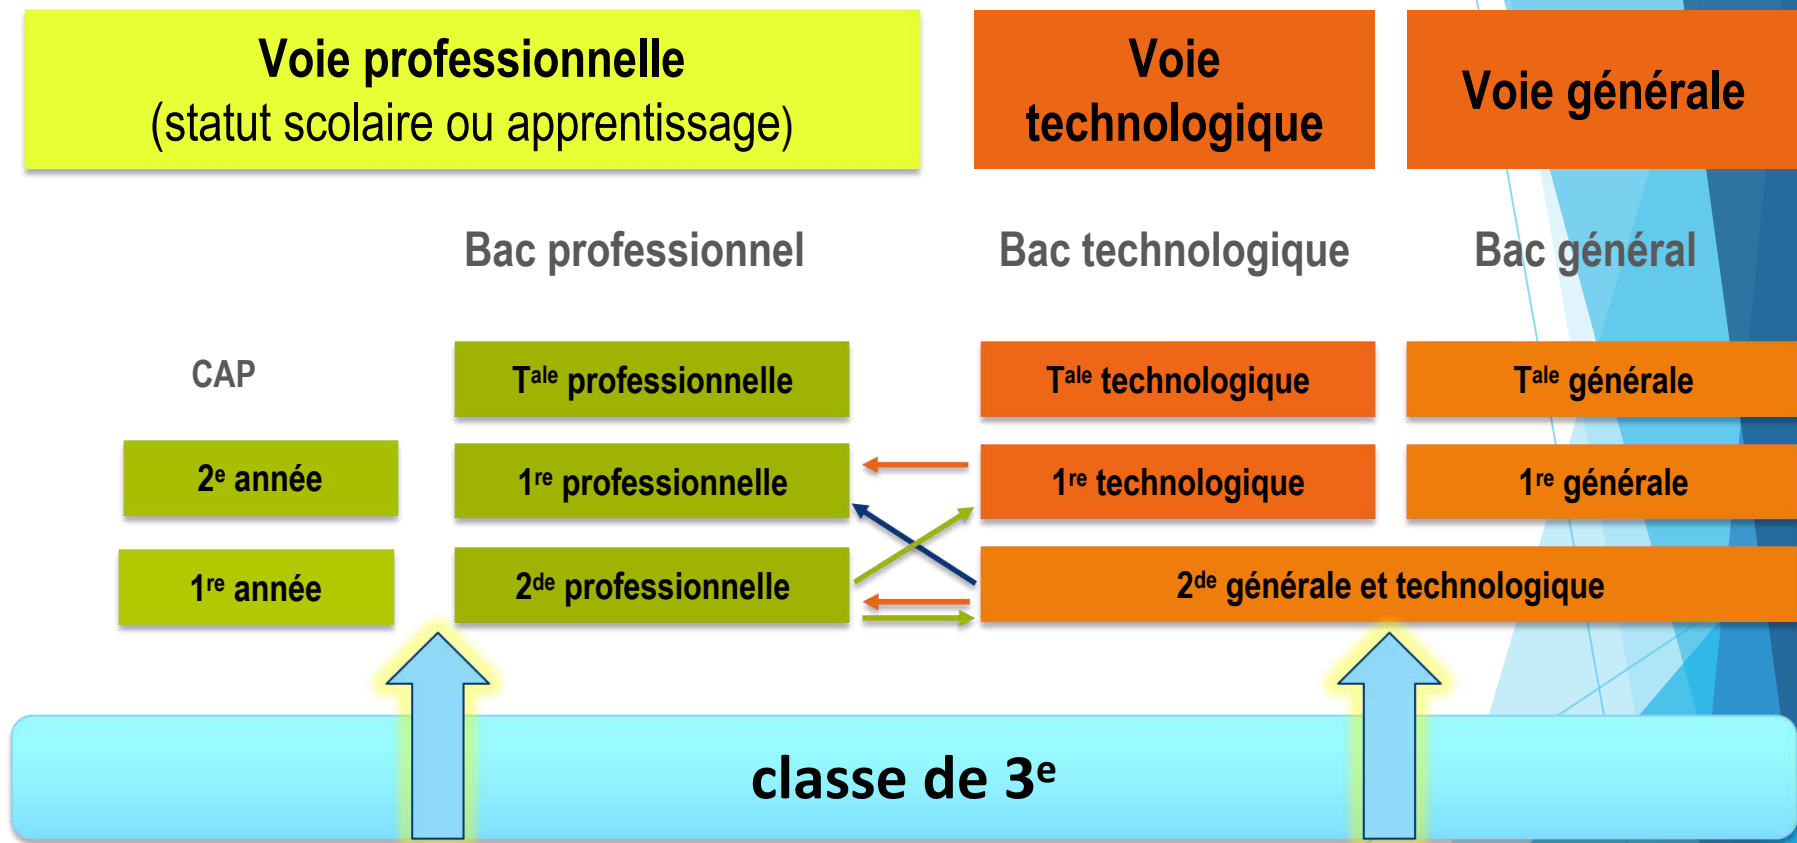 Voie professionnelle
(statut scolaire ou apprentissage)
Voie
technologique
Voie générale
Bac professionnel
Bac technologique
Bac général
CAP
Tale professionnelle
Tale technologique
Tale générale
2e année
1re professionnelle
1re technologique
1re générale
1re année
2de professionnelle
2de générale et technologique
classe de 3e